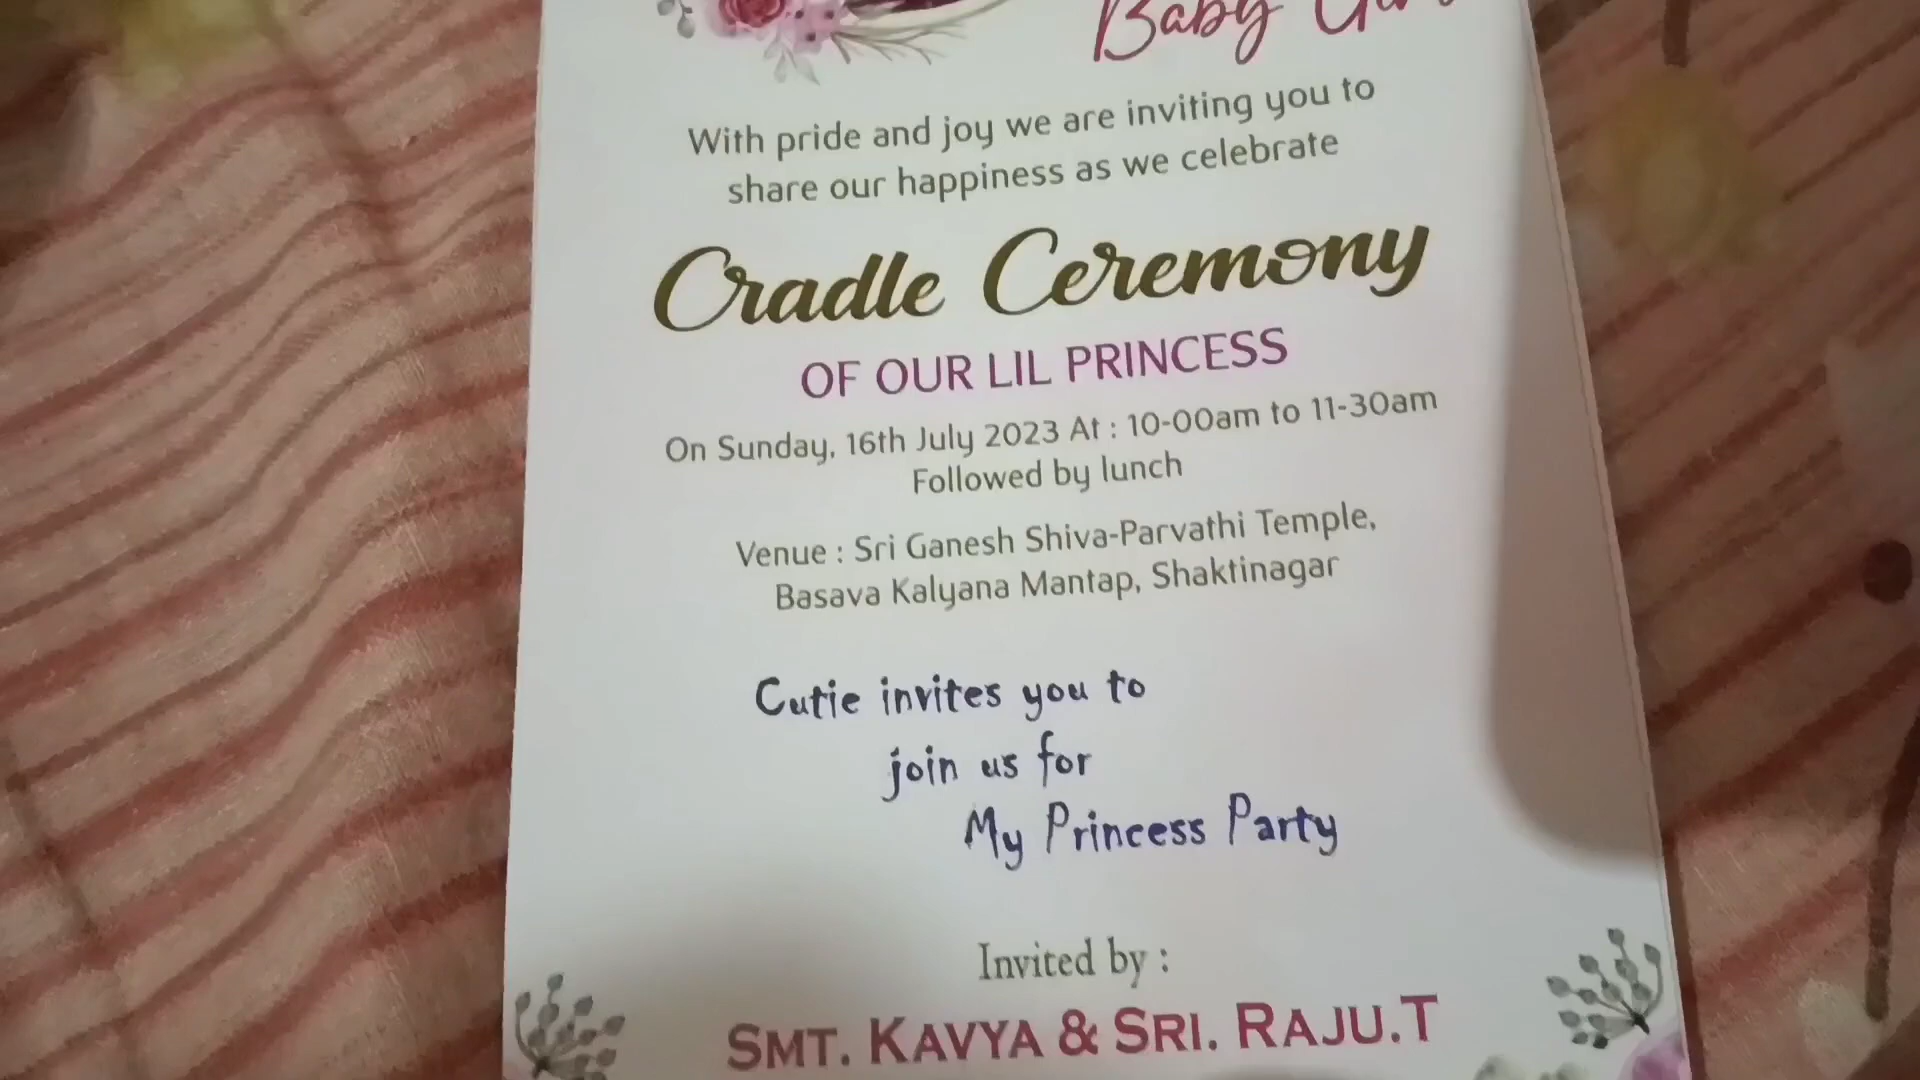 Baby Girl
With pride and joy we are inviting you to
share our happiness as we celebrate
Cradle Ceremony
OF OUR LIL PRINCESS
On Sunday, 16th July 2023 At : 10-00am to 11-30am
Followed by lunch
Venue : Sri Ganesh Shiva-Parvathi Temple,
Basava Kalyana Mantap, Shaktinagar
Cutie invites you to
join us for
My Princess Party
Invited by :
SMT. KAVYA & SRI. RAJU.T